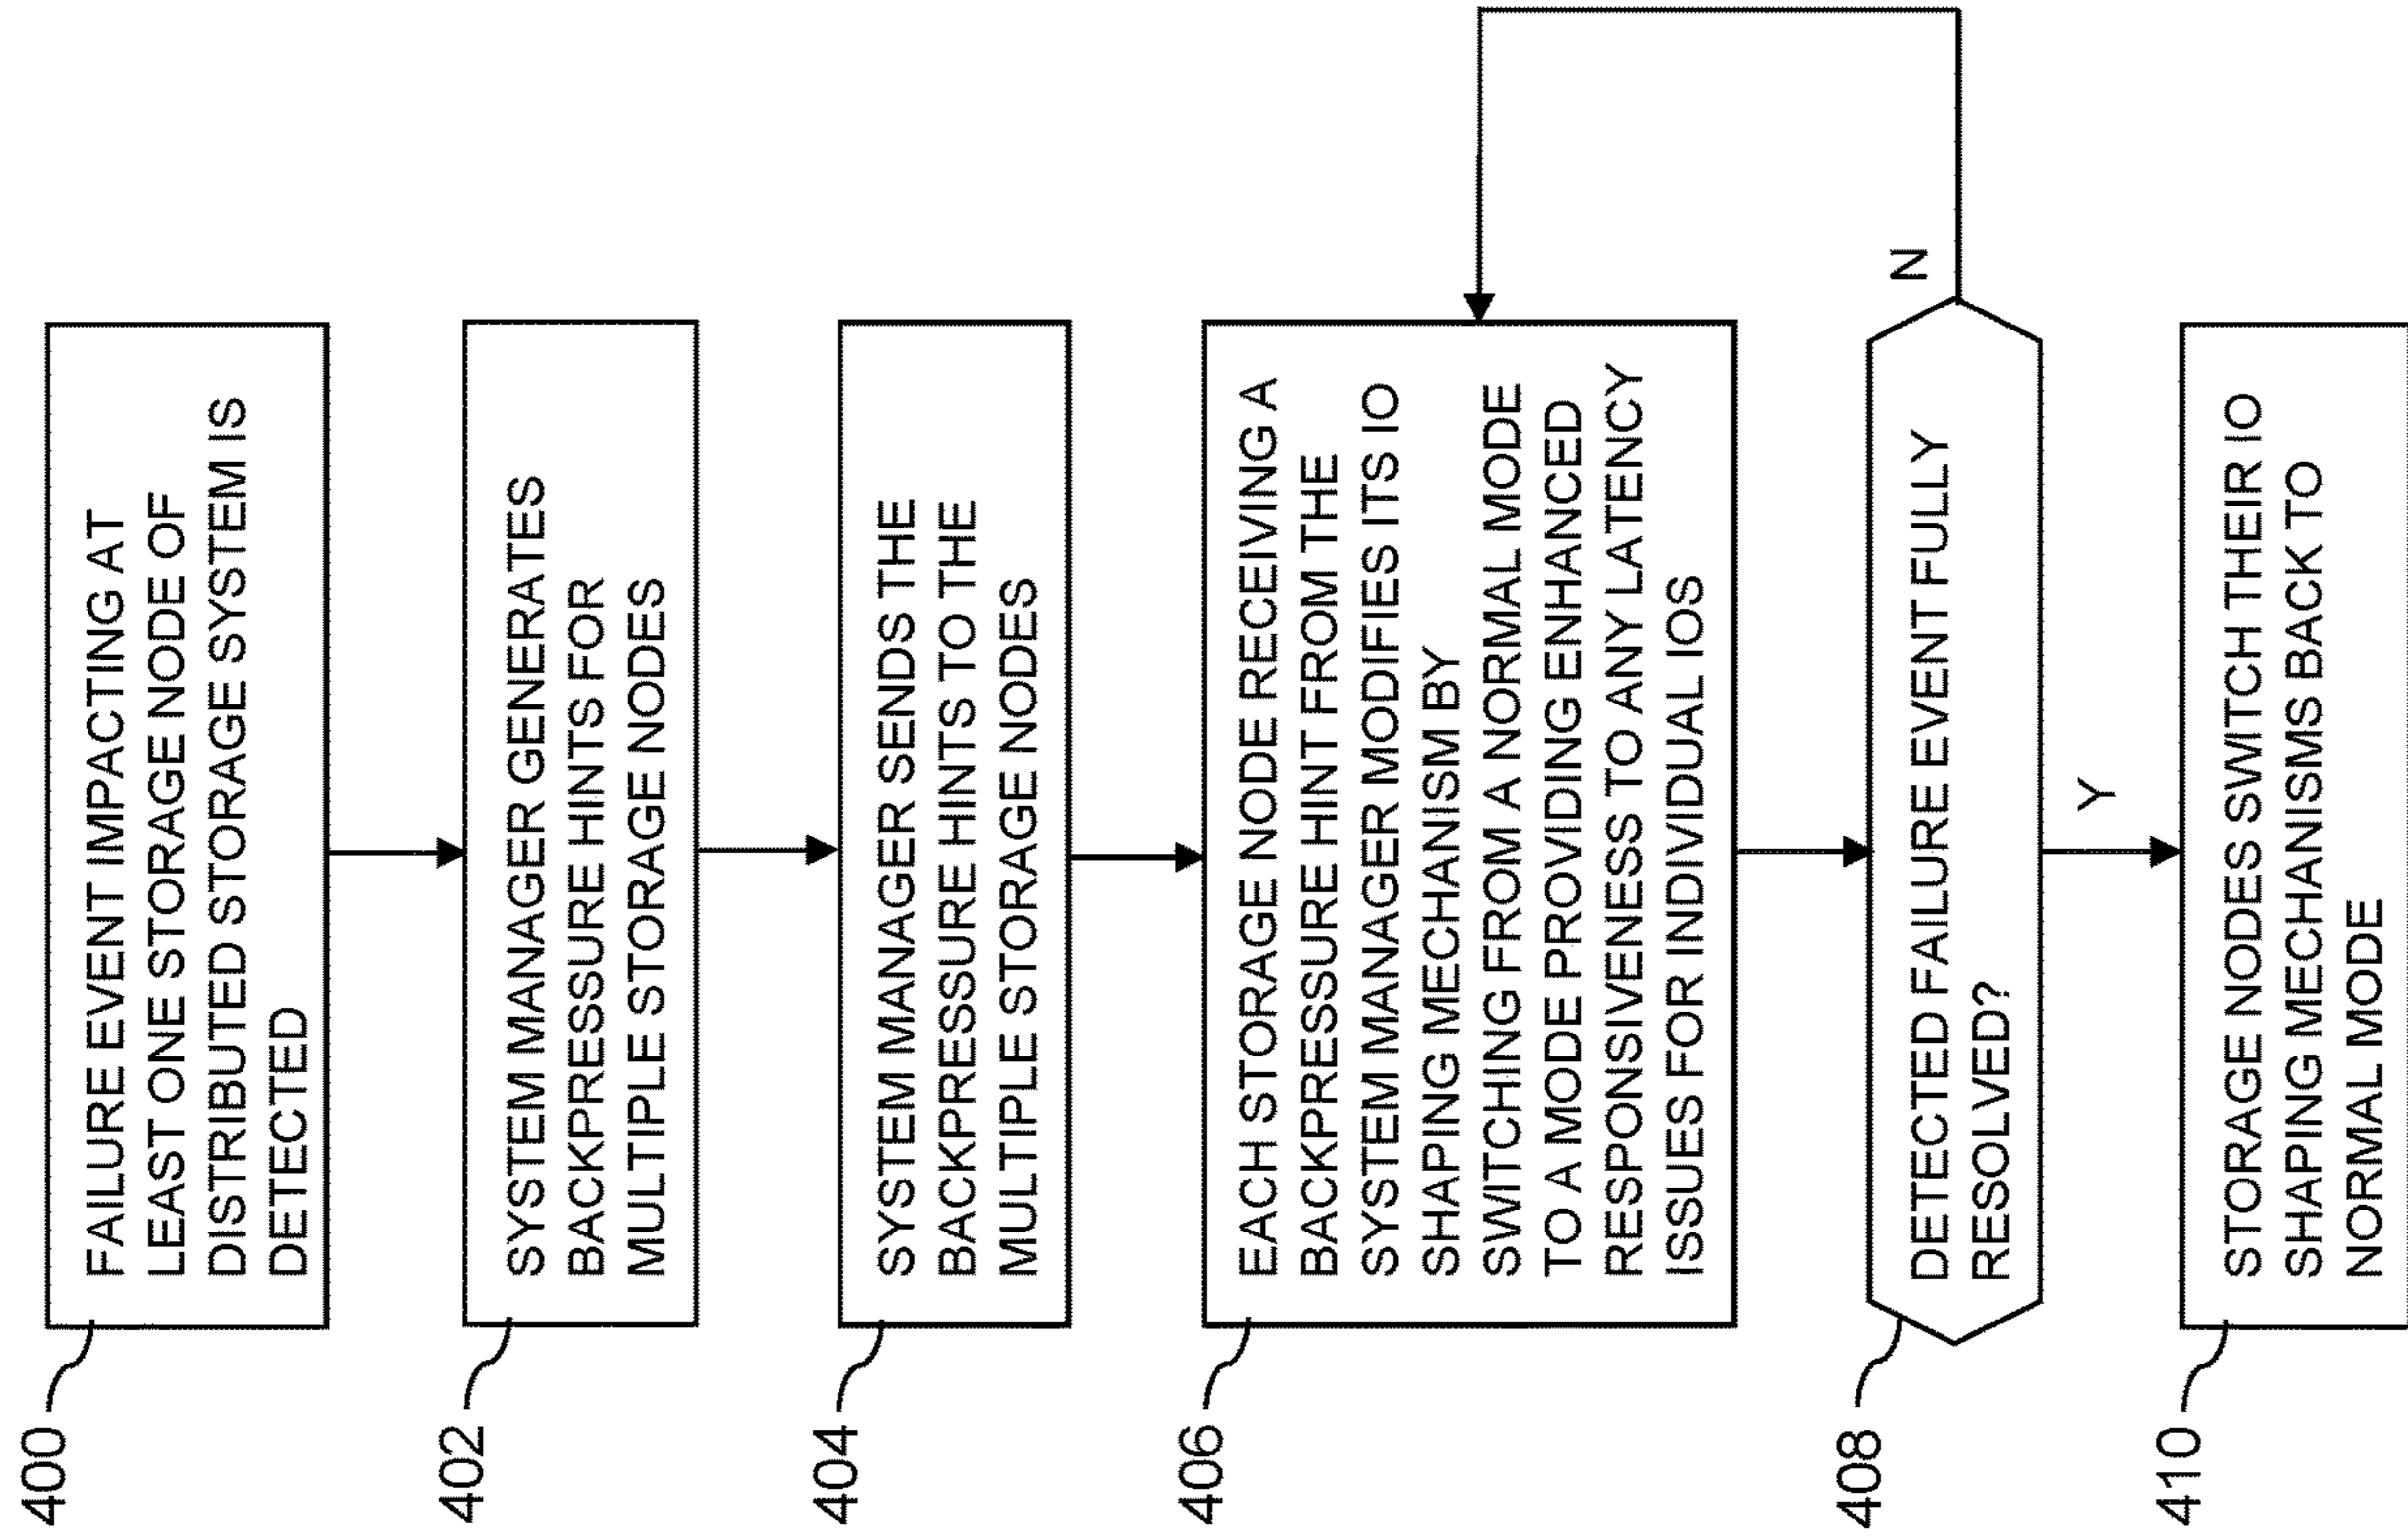 400
FAILURE EVENT IMPACTING AT
LEAST ONE STORAGE NODE OF
DISTRIBUTED STORAGE SYSTEM IS
DETECTED
402
SYSTEM MANAGER GENERATES
BACKPRESSURE HINTS FOR
MULTIPLE STORAGE NODES
404
SYSTEM MANAGER SENDS THE
BACKPRESSURE HINTS TO THE
MULTIPLE STORAGE NODES
406
EACH STORAGE NODE RECEIVING A
BACKPRESSURE HINT FROM THE
SYSTEM MANAGER MODIFIES ITS IO
SHAPING MECHANISM BY
SWITCHING FROM A NORMAL MODE
TO A MODE PROVIDING ENHANCED
RESPONSIVENESS TO ANY LATENCY
ISSUES FOR INDIVIDUAL IOS
408
DETECTED FAILURE EVENT FULLY
RESOLVED?
N
Y
410
STORAGE NODES SWITCH THEIR IO
SHAPING MECHANISMS BACK TO
NORMAL MODE